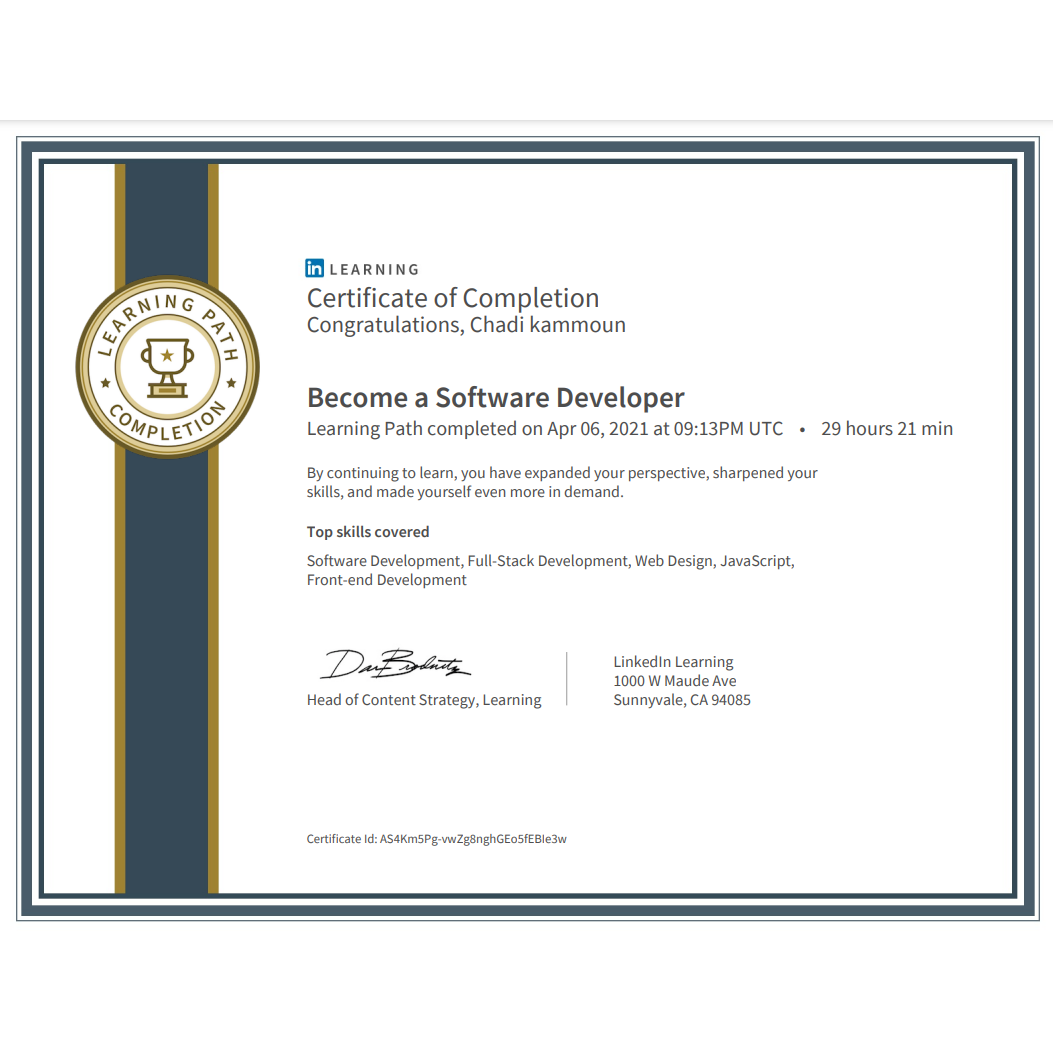 LEARNING PATH
COMPLETION
in LEARNING
Certificate of Completion
Congratulations, Chadi kammoun
Become a Software Developer
Learning Path completed on Apr 06, 2021 at 09:13PM UTC • 29 hours 21 min
By continuing to learn, you have expanded your perspective, sharpened your
skills, and made yourself even more in demand.
Top skills covered
Software Development, Full-Stack Development, Web Design, JavaScript,
Front-end Development
Head of Content Strategy, Learning
LinkedIn Learning
1000 W Maude Ave
Sunnyvale, CA 94085
Certificate Id: AS4Km5Pg-vwZg8nghGEo5fEBIe3w